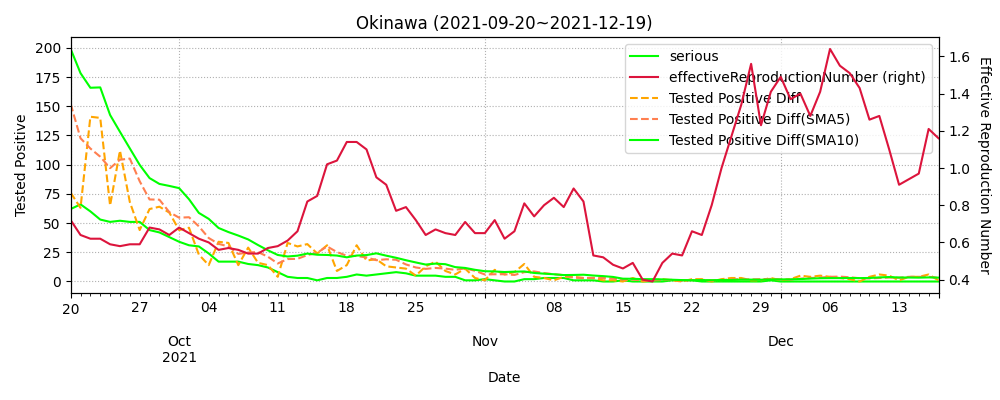 Okinawa (2021-09-20~2021-12-19)
serious
effectiveReproductionNumber (right)
Tested Positive Diff
Tested Positive Diff(SMA5)
Tested Positive Diff(SMA10)
Tested Positive
200
175
150
125
100
75
50
25
0
Effective Reproduction Number
1.6
1.4
1.2
1.0
0.8
0.6
0.4
20 27 04 11 18 25 08 15 22 29 06 13
Oct Nov Dec
2021
Date